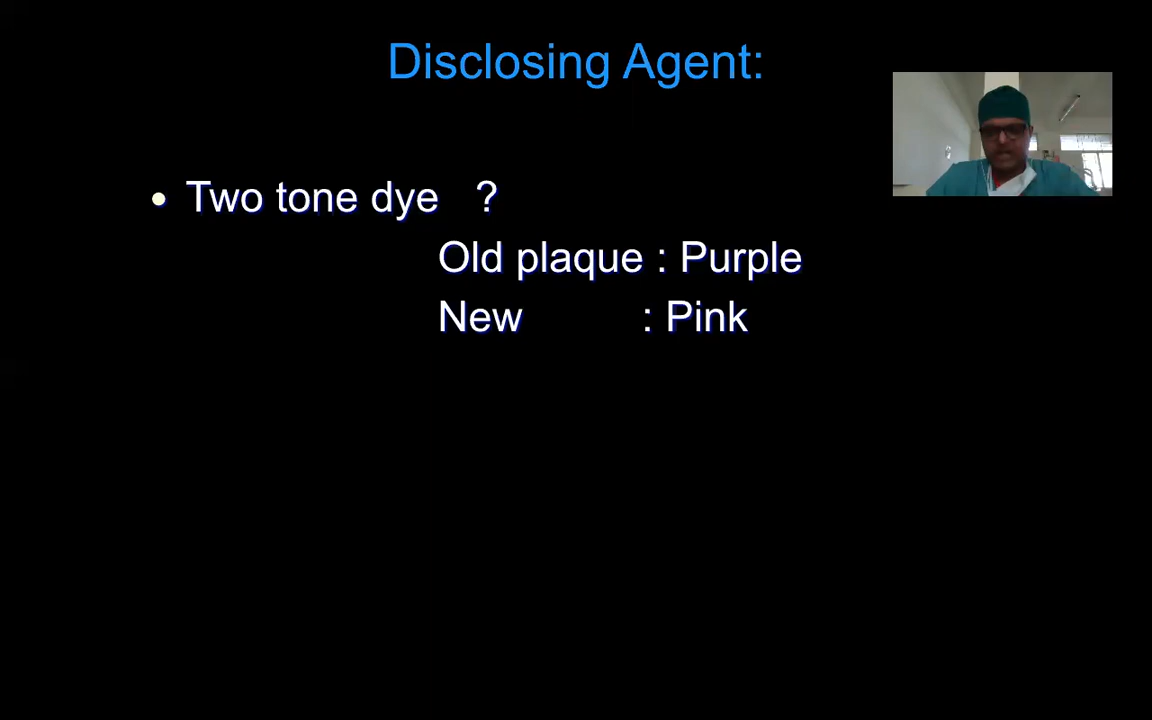 Disclosing Agent:
• Two tone dye ?
Old plaque : Purple
New : Pink